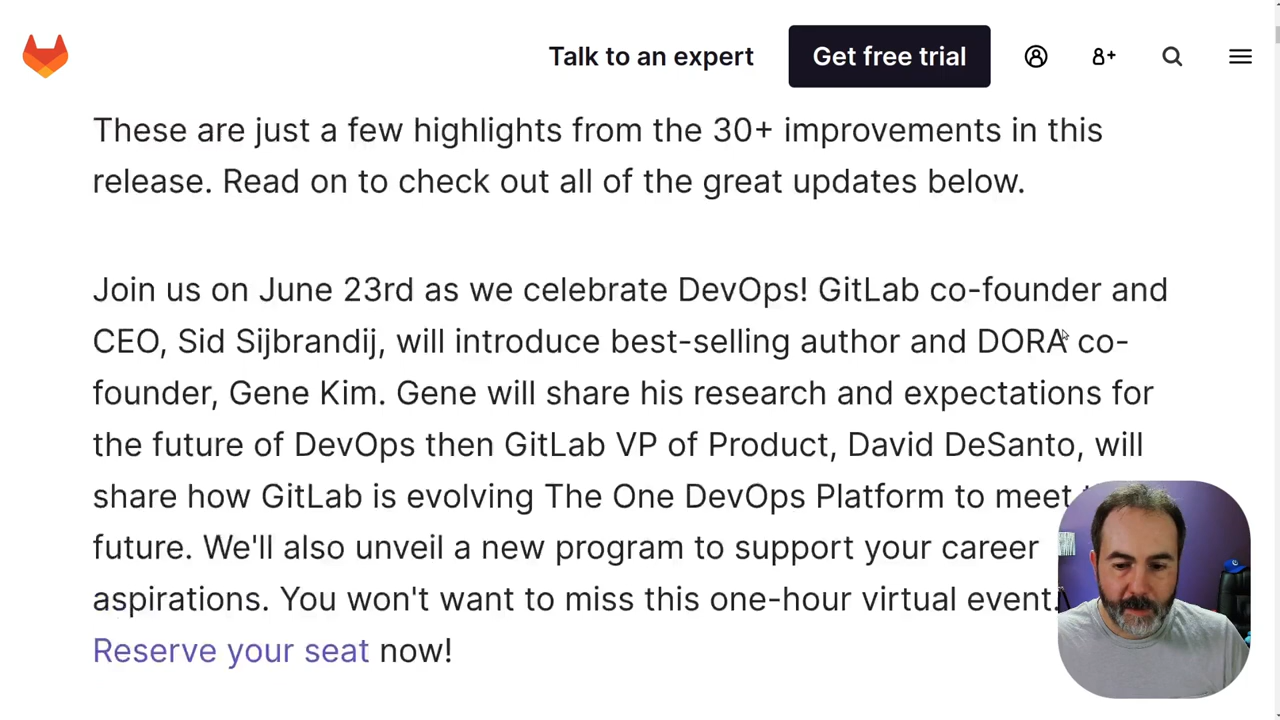 Talk to an expert
Get free trial
These are just a few highlights from the 30+ improvements in this
release. Read on to check out all of the great updates below.
Join us on June 23rd as we celebrate DevOps! GitLab co-founder and
CEO, Sid Sijbrandij, will introduce best-selling author and DORA co-
founder, Gene Kim. Gene will share his research and expectations for
the future of DevOps then GitLab VP of Product, David DeSanto, will
share how GitLab is evolving The One DevOps Platform to meet
future. We'll also unveil a new program to support your career
aspirations. You won't want to miss this one-hour virtual event.
Reserve your seat now!